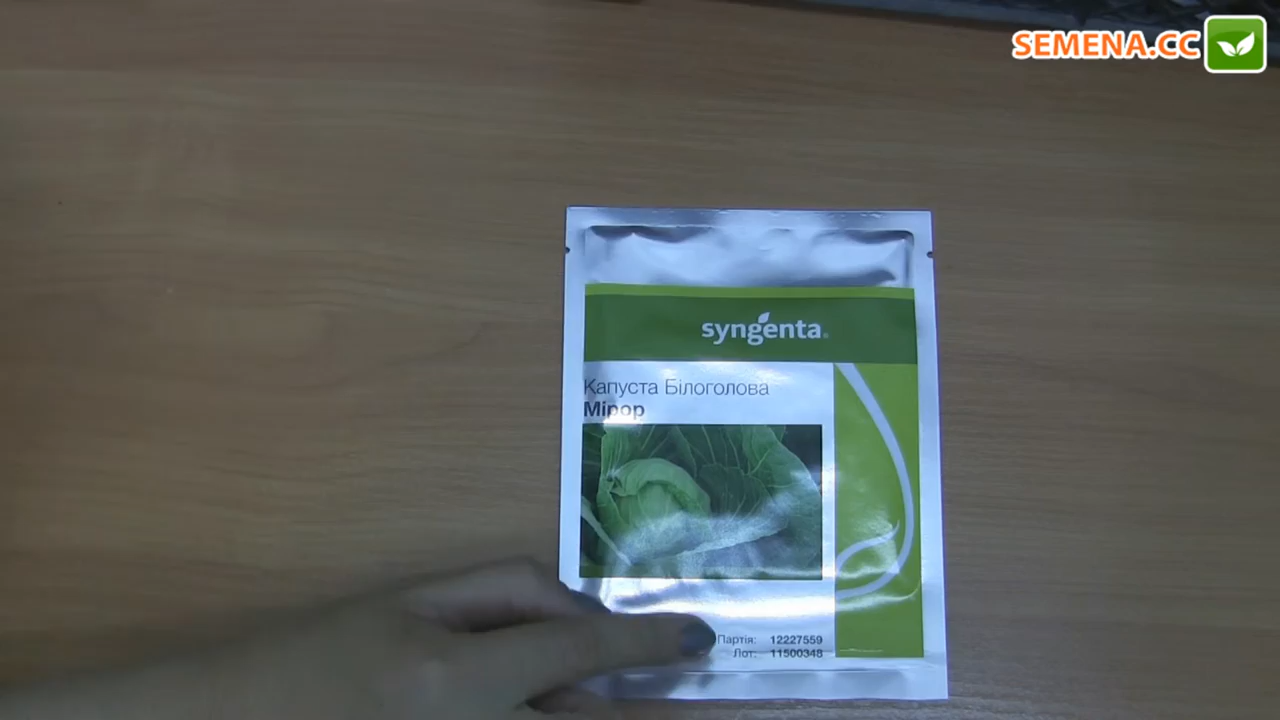 SEMENA.CC
syngenta
Капуста Білоголова
Мірор
Партія: 12227559
Лот: 11500348